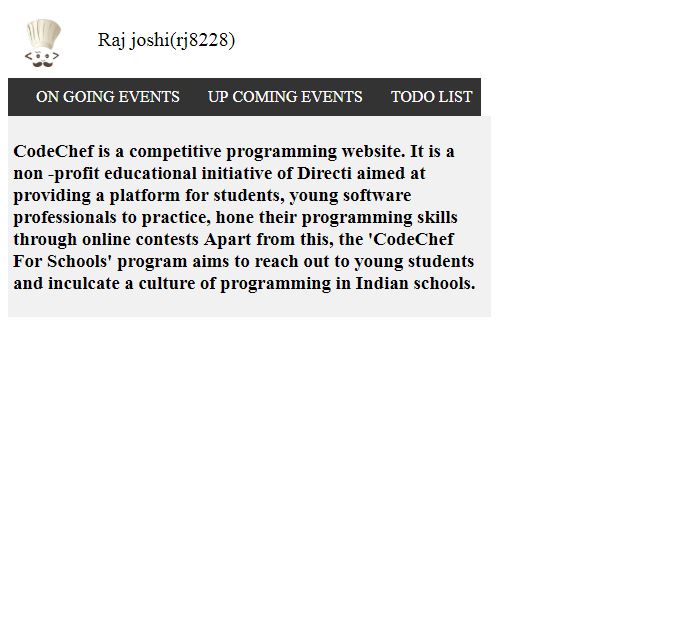 Raj joshi(rj8228)
ON GOING EVENTS UP COMING EVENTS TODO LIST
CodeChef is a competitive programming website. It is a
non -profit educational initiative of Directi aimed at
providing a platform for students, young software
professionals to practice, hone their programming skills
through online contests Apart from this, the 'CodeChef
For Schools' program aims to reach out to young students
and inculcate a culture of programming in Indian schools.